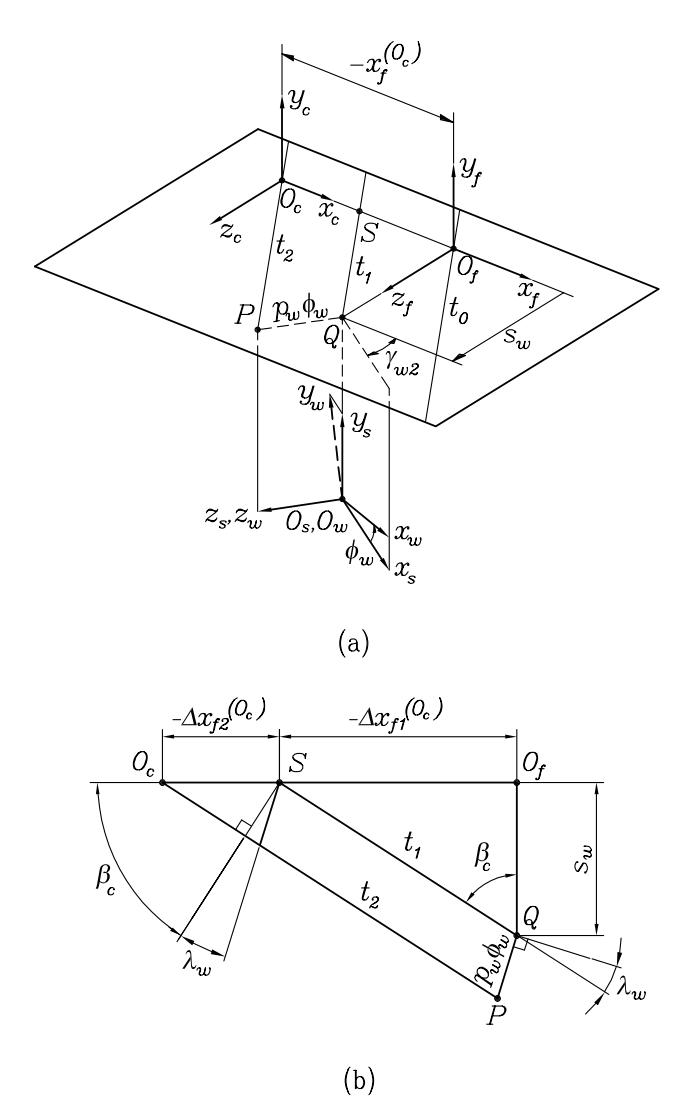 −x_f^(O_c)
y_c
y_f
O_c
x_c
z_c
S
t_2
t_1
O_f
x_f
z_f
t_0
P
p_w ϕ_w
Q
s_w
γ_w2
y_w
y_s
z_s, z_w
O_s, O_w
x_w
ϕ_w
x_s
(a)
-Δx_f2^(O_c)
-Δx_f1^(O_c)
O_c
S
O_f
β_c
t_1
β_c
s_w
t_2
Q
λ_w
p_w ϕ_w
λ_w
P
(b)